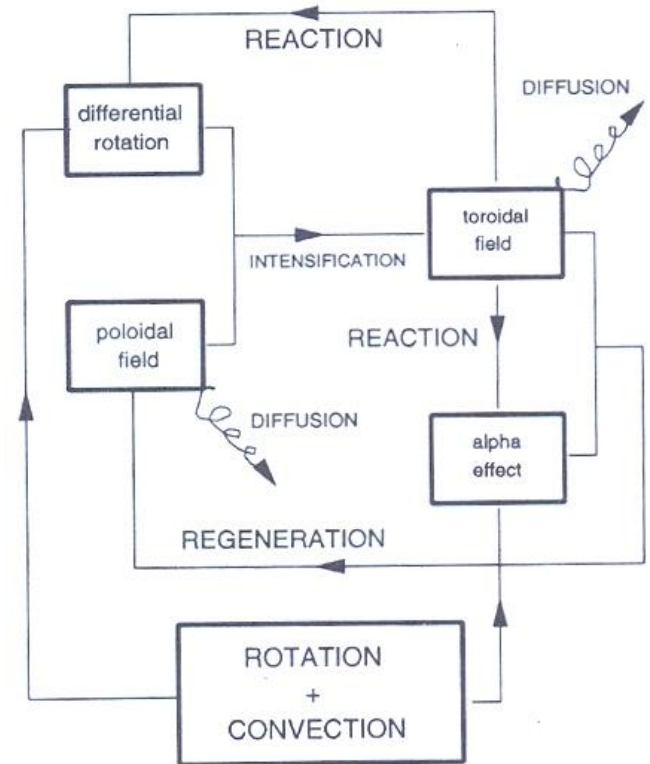 REACTION
differential
rotation
DIFFUSION
toroidal
field
INTENSIFICATION
poloidal
field
REACTION
DIFFUSION
alpha
effect
REGENERATION
ROTATION
+
CONVECTION